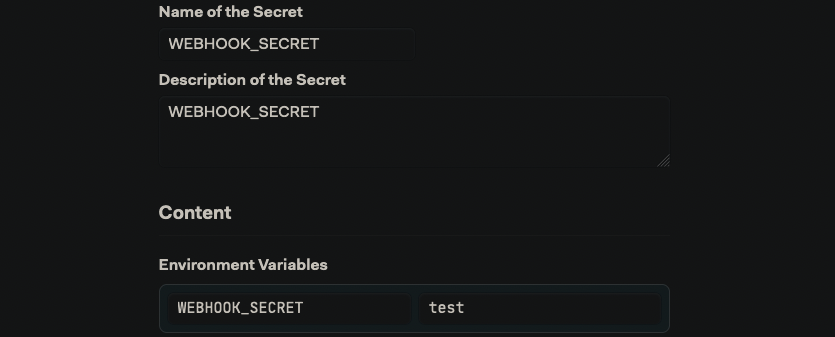 Name of the Secret
WEBHOOK_SECRET
Description of the Secret
WEBHOOK_SECRET
Content
Environment Variables
WEBHOOK_SECRET test